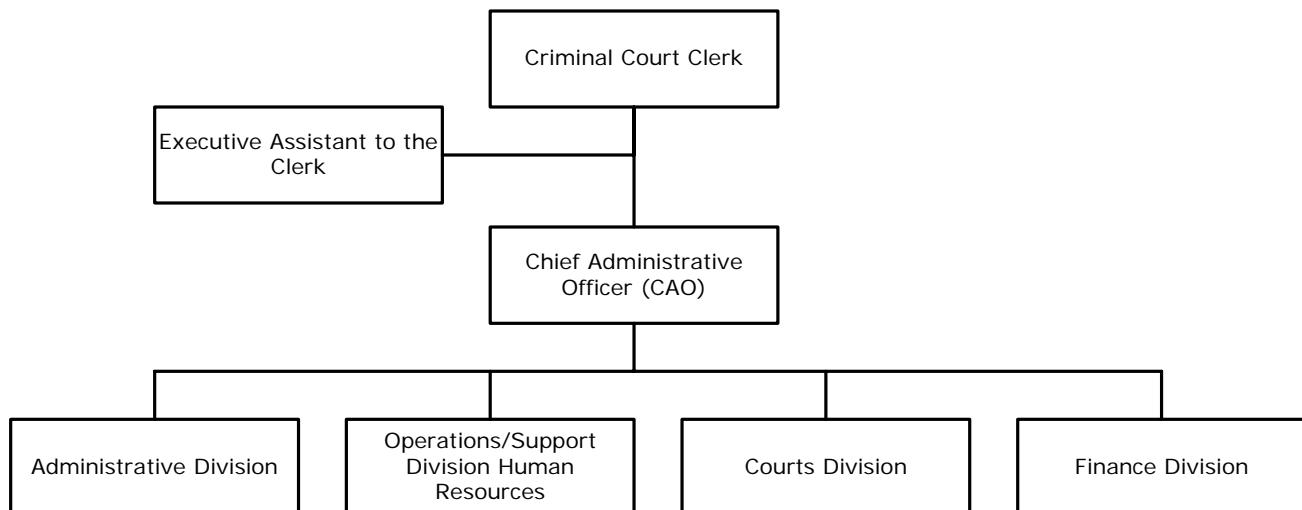 Criminal Court Clerk
Executive Assistant to the
Clerk
Chief Administrative
Officer (CAO)
Administrative Division
Operations/Support
Division Human
Resources
Courts Division
Finance Division